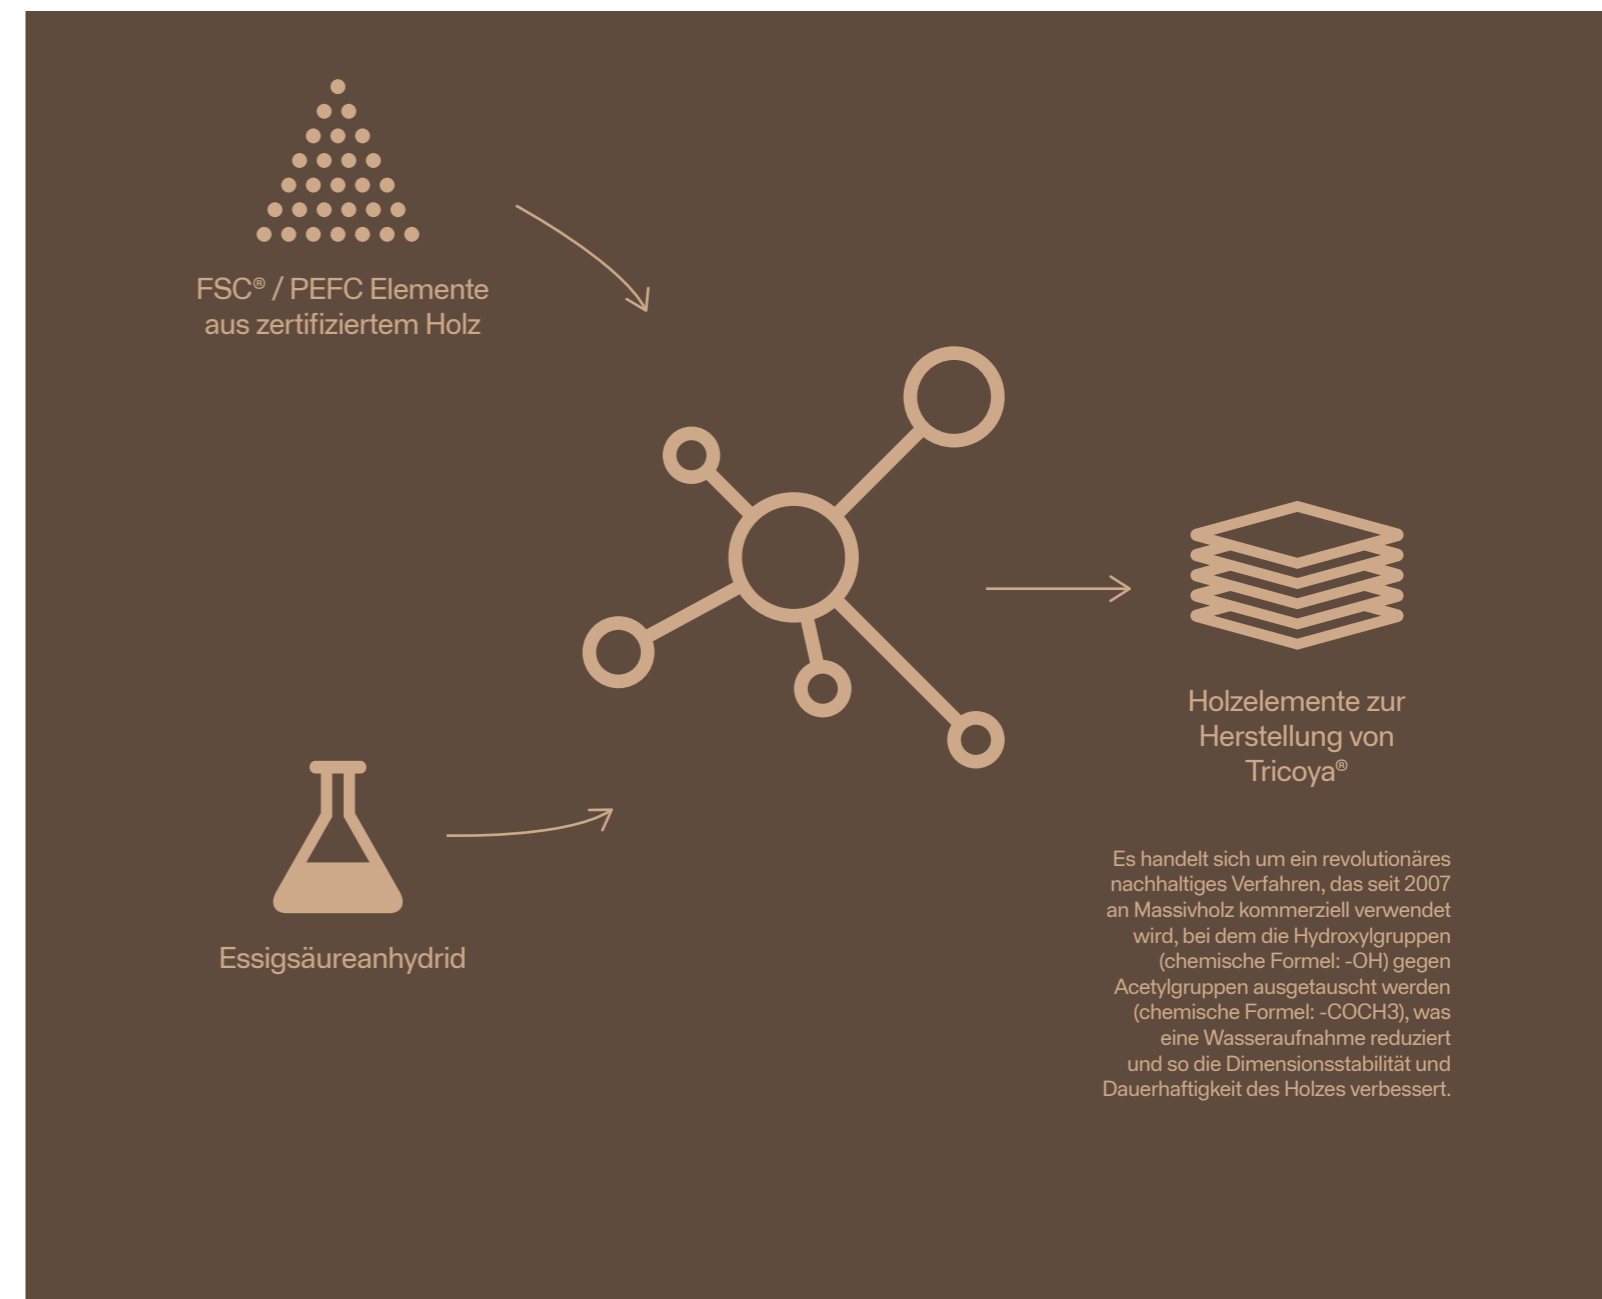 FSC® / PEFC Elemente
aus zertifiziertem Holz
Essigsäureanhydrid
Holzelemente zur
Herstellung von
Tricoya®
Es handelt sich um ein revolutionäres
nachhaltiges Verfahren, das seit 2007
an Massivholz kommerziell verwendet
wird, bei dem die Hydroxylgruppen
(chemische Formel: -OH) gegen
Acetylgruppen ausgetauscht werden
(chemische Formel: -COCH3), was
eine Wasseraufnahme reduziert
und so die Dimensionsstabilität und
Dauerhaftigkeit des Holzes verbessert.